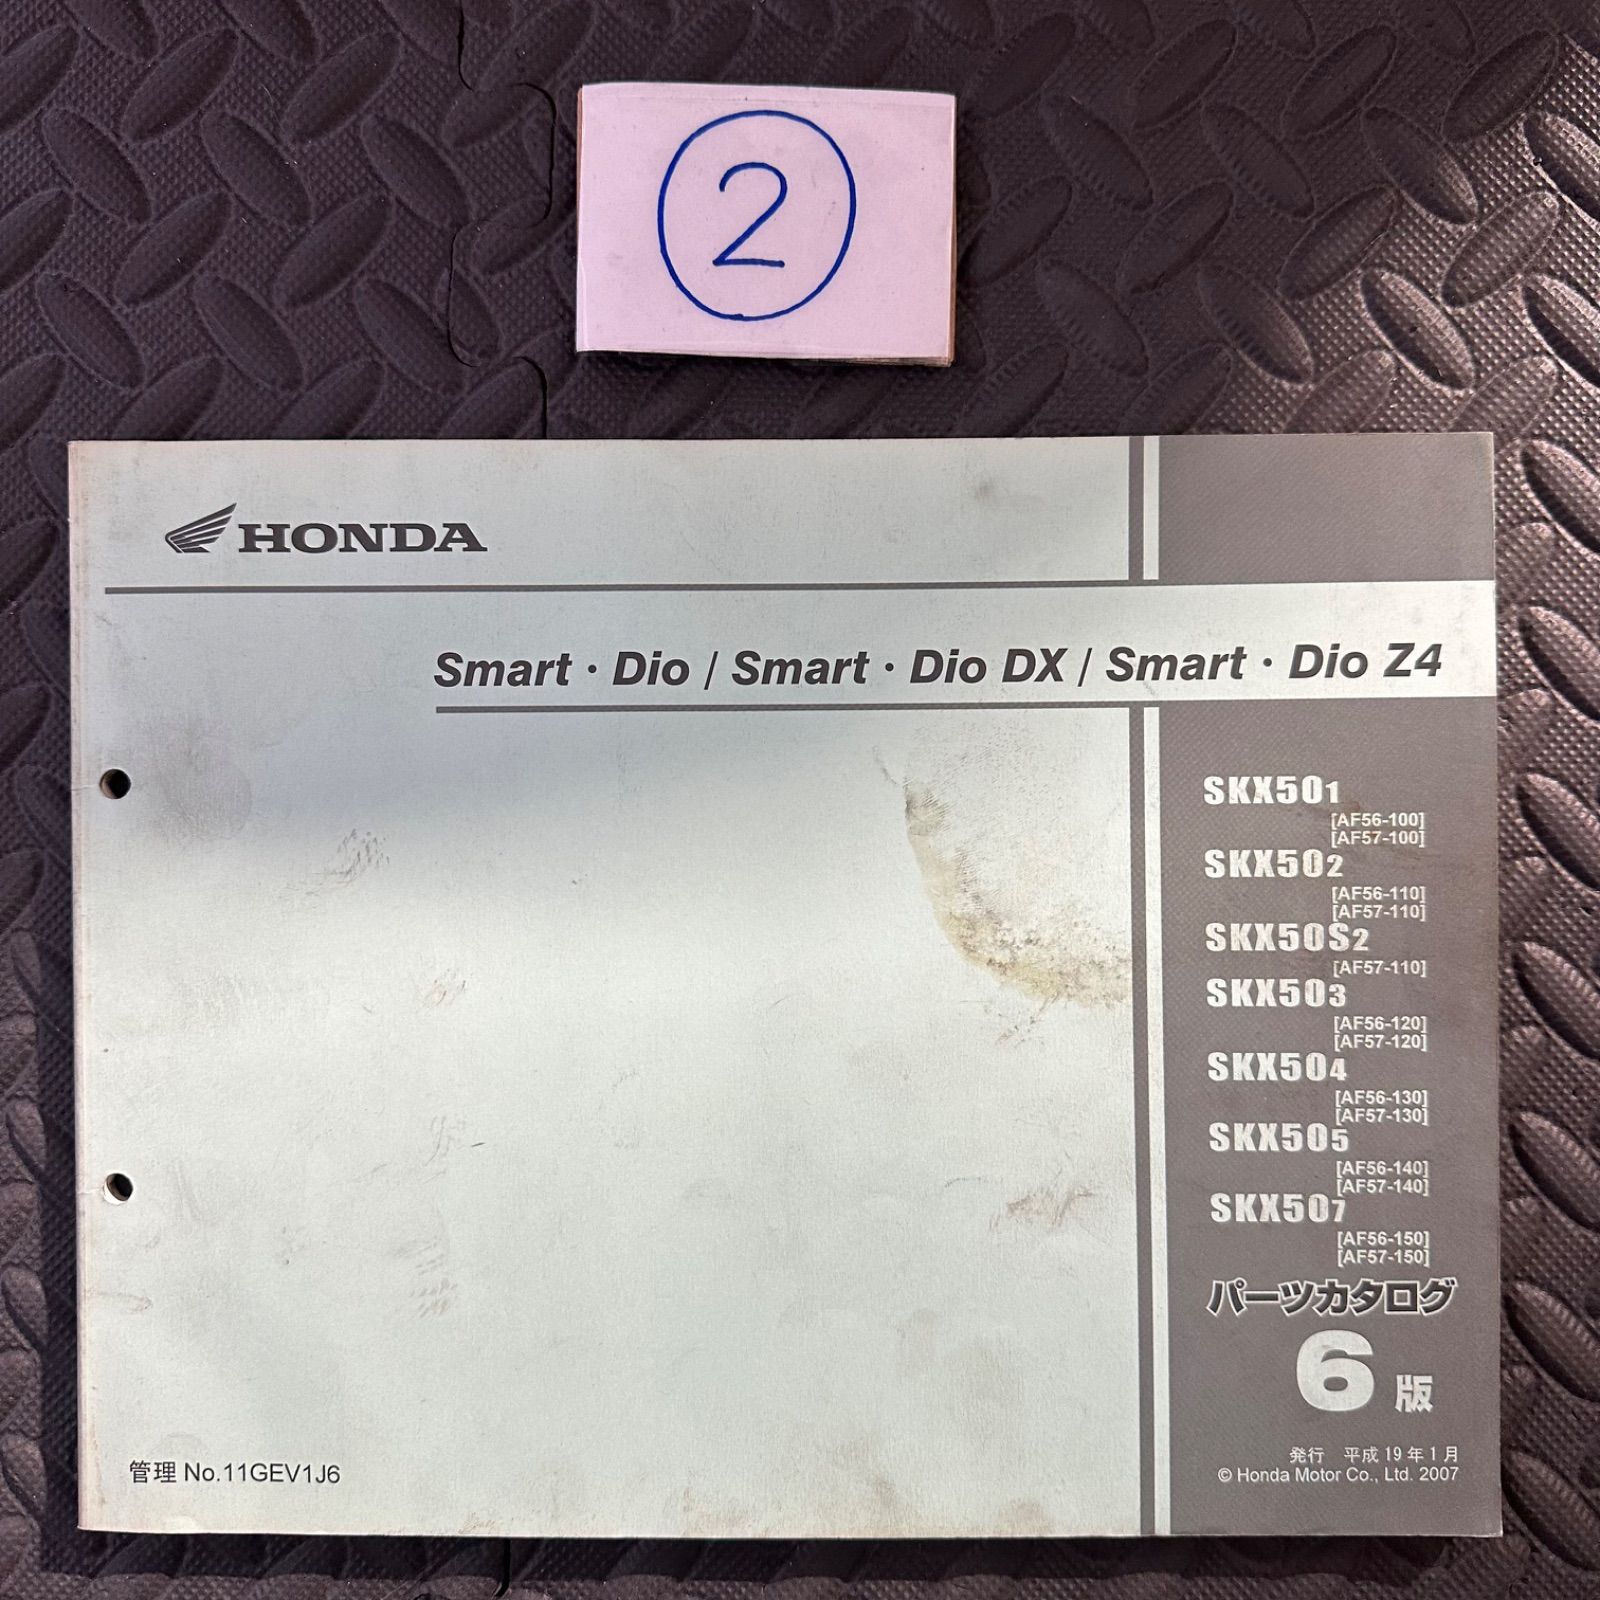 ②
HONDA
Smart・Dio / Smart・Dio DX / Smart・Dio Z4
SKX501
[AF56-100]
[AF57-100]
SKX502
[AF56-110]
[AF57-110]
SKX50S2
[AF57-110]
SKX503
[AF56-120]
[AF57-120]
SKX504
[AF56-130]
[AF57-130]
SKX505
[AF56-140]
[AF57-140]
SKX507
[AF56-150]
[AF57-150]
パーツカタログ
6版
発行 平成19年1月
© Honda Motor Co., Ltd. 2007
管理 No.11GEV1J6